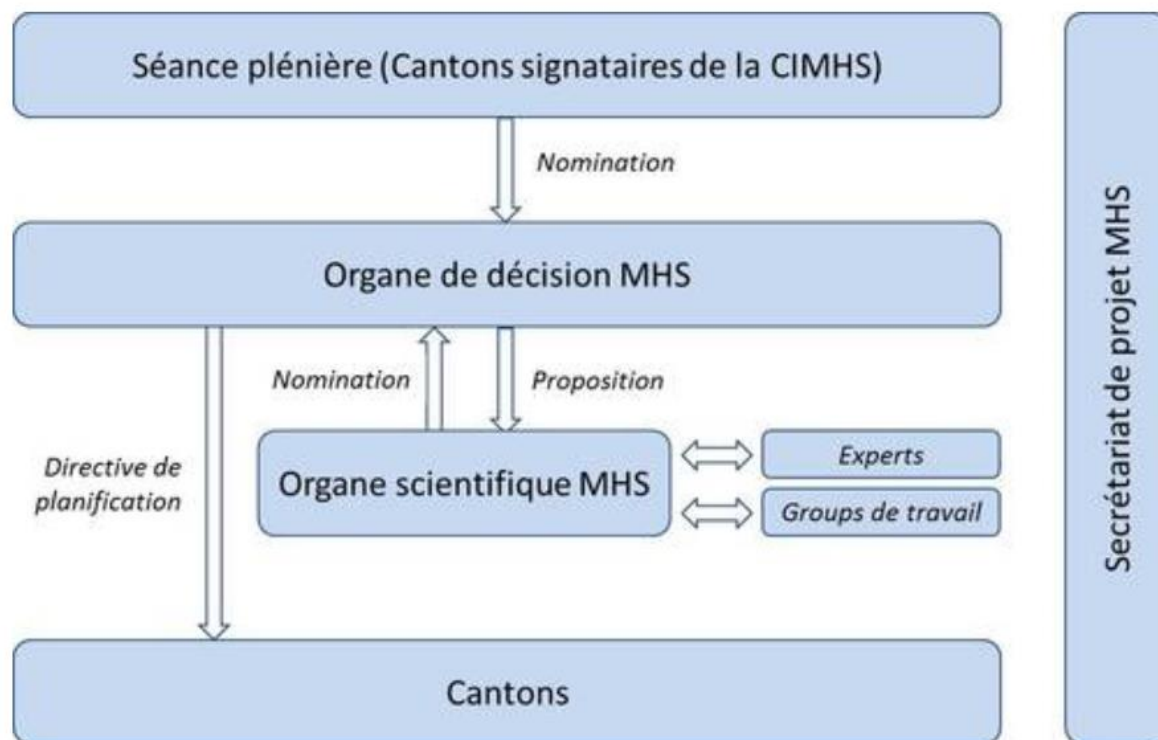 Séance plénière (Cantons signataires de la CIMHS)
Nomination
Organe de décision MHS
Nomination
Proposition
Directive de
planification
Organe scientifique MHS
Experts
Groups de travail
Cantons
Secrétariat de projet MHS